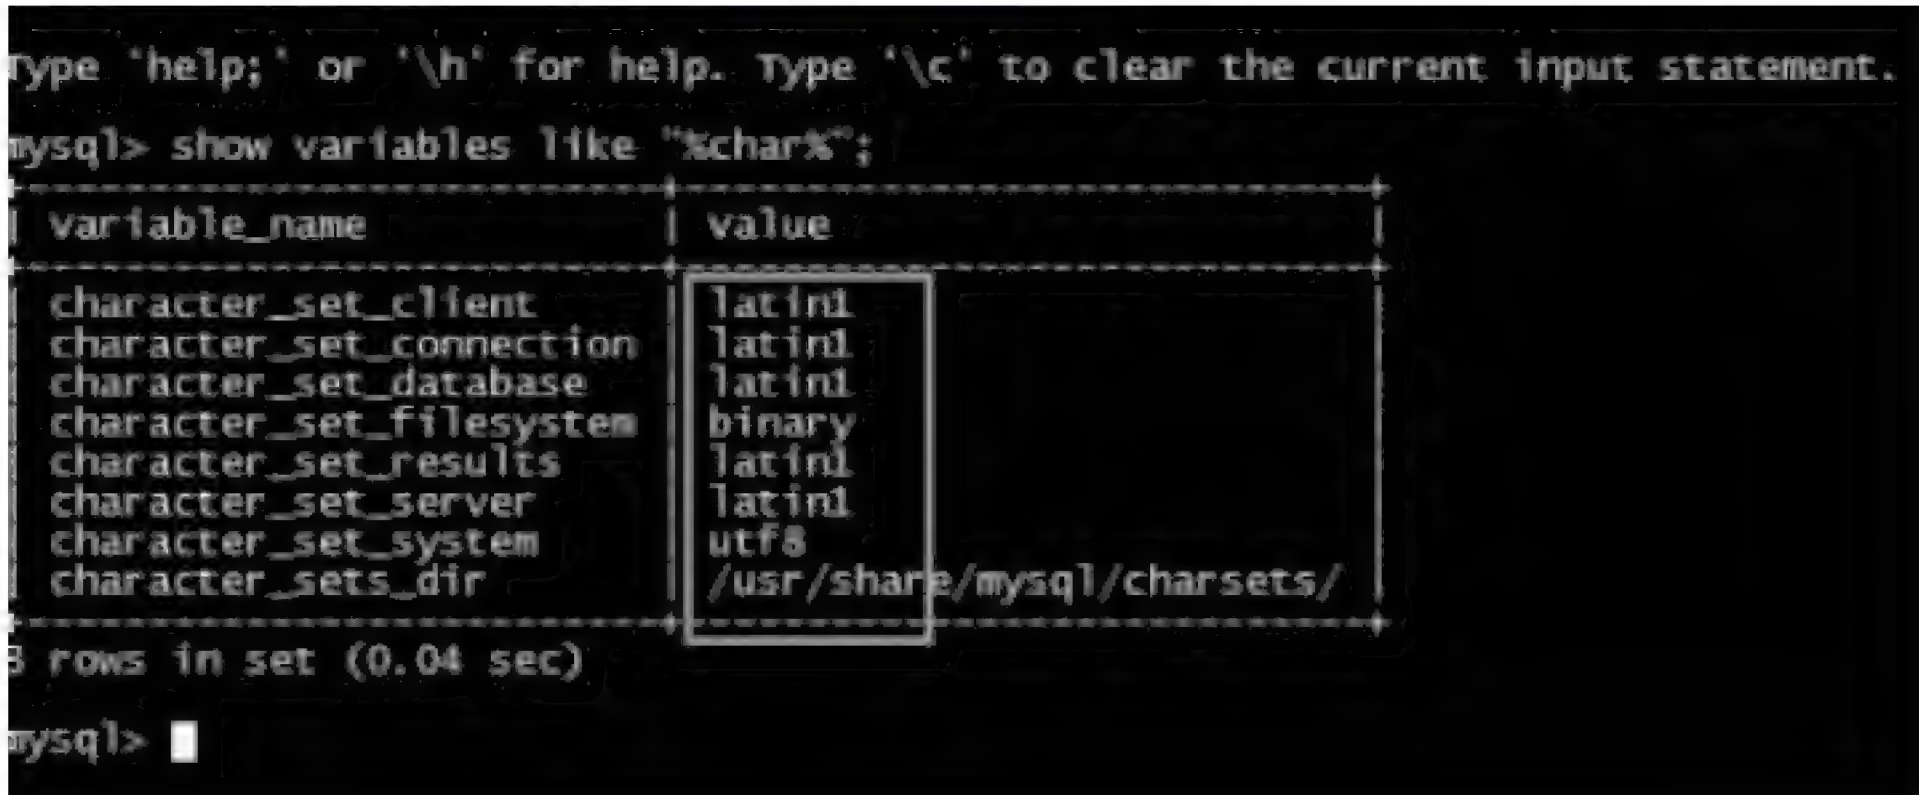 Type 'help;' or '\h' for help. Type '\c' to clear the current input statement.
mysql> show variables like "%char%";
+--------------------------+----------------------------+
| Variable_name | Value |
+--------------------------+----------------------------+
character_set_client | latin1 |
character_set_connection | latin1 |
character_set_database | latin1 |
character_set_filesystem | binary |
character_set_results | latin1 |
character_set_server | latin1 |
character_set_system | utf8 |
character_sets_dir | /usr/share/mysql/charsets/ |
+--------------------------+----------------------------+
8 rows in set (0.04 sec)
mysql>